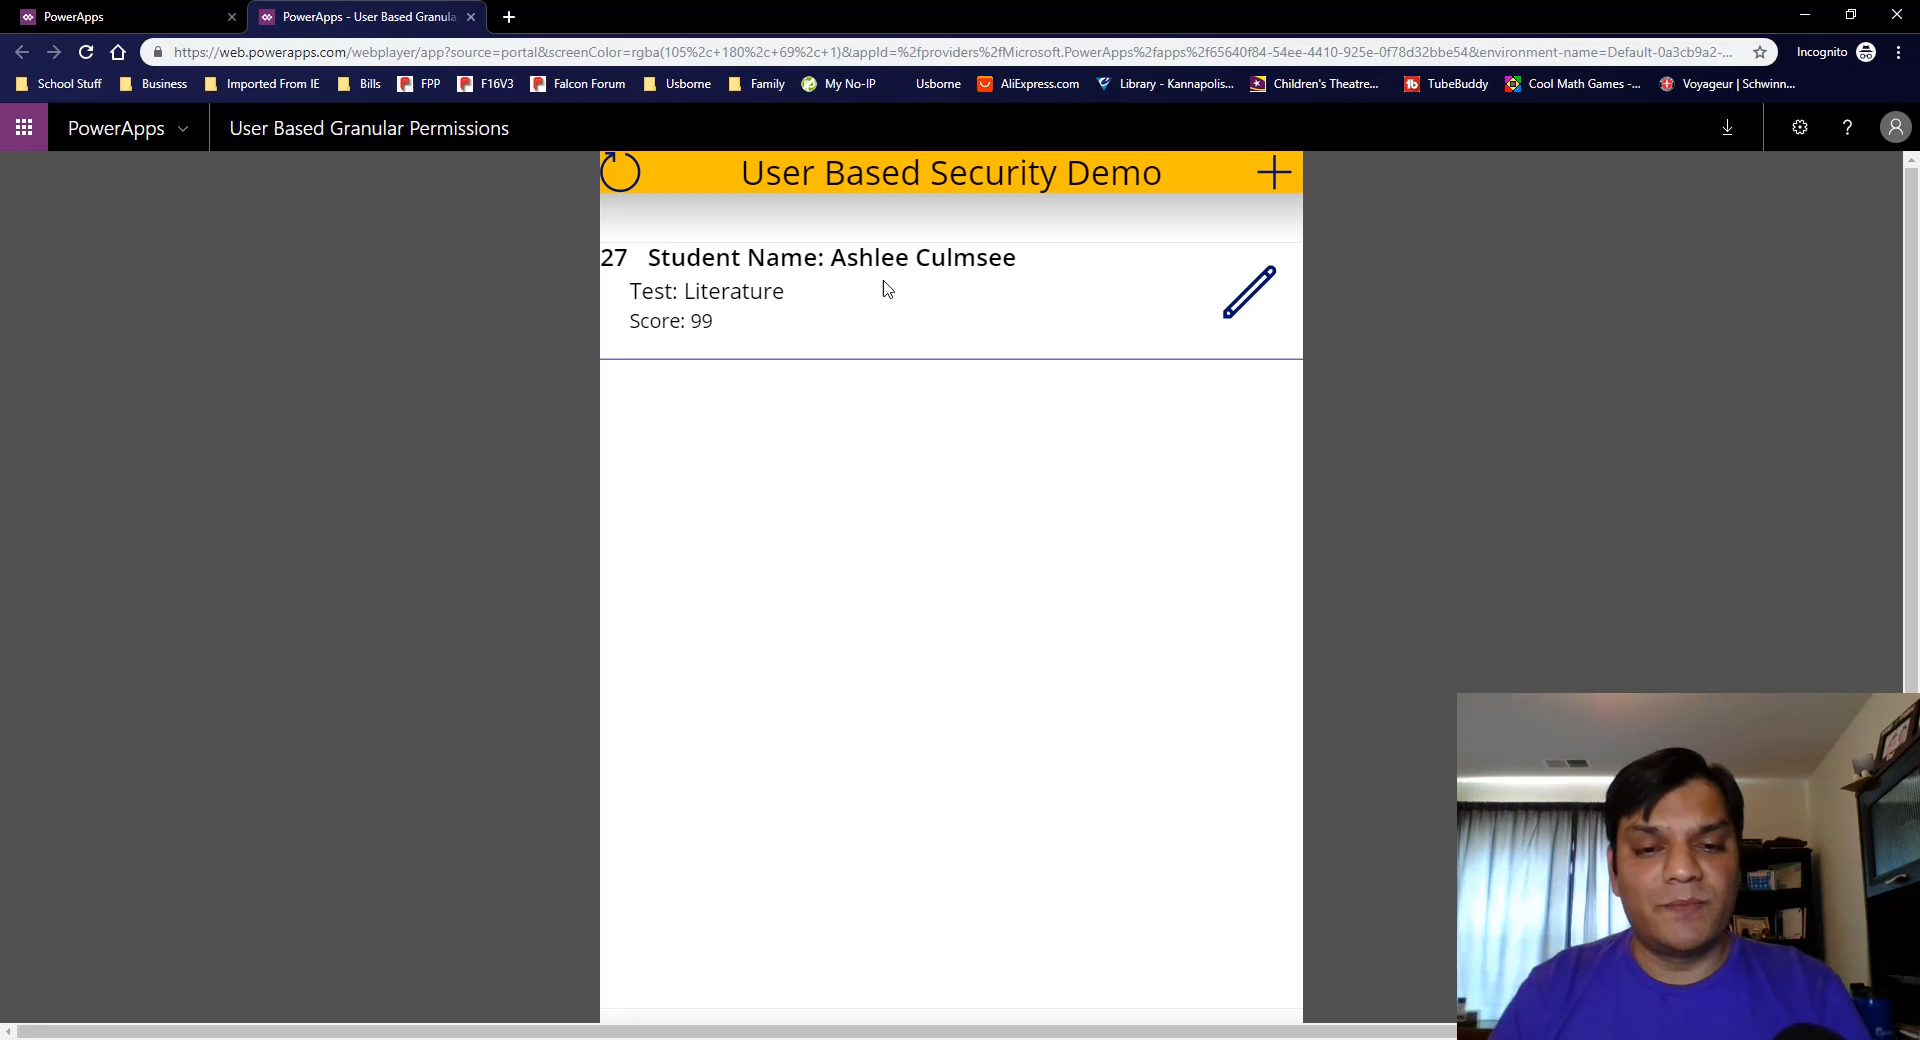 PowerApps
PowerApps - User Based Granula
https://web.powerapps.com/webplayer/app?source=portal&screenColor=rgba(105%2c+180%2c+69%2c+1)&appId=%2fproviders%2fMicrosoft.PowerApps%2fapps%2f65640f84-54ee-4410-925e-0f78d32bbe54&environment-name=Default-0a3cb9a2-...
Incognito
School Stuff
Business
Imported From IE
Bills
FPP
F16V3
Falcon Forum
Usborne
Family
My No-IP
Usborne
AliExpress.com
Library - Kannapolis...
Children's Theatre...
TubeBuddy
Cool Math Games -...
Voyageur | Schwinn...
PowerApps
User Based Granular Permissions
?
User Based Security Demo
27 Student Name: Ashlee Culmsee
Test: Literature
Score: 99